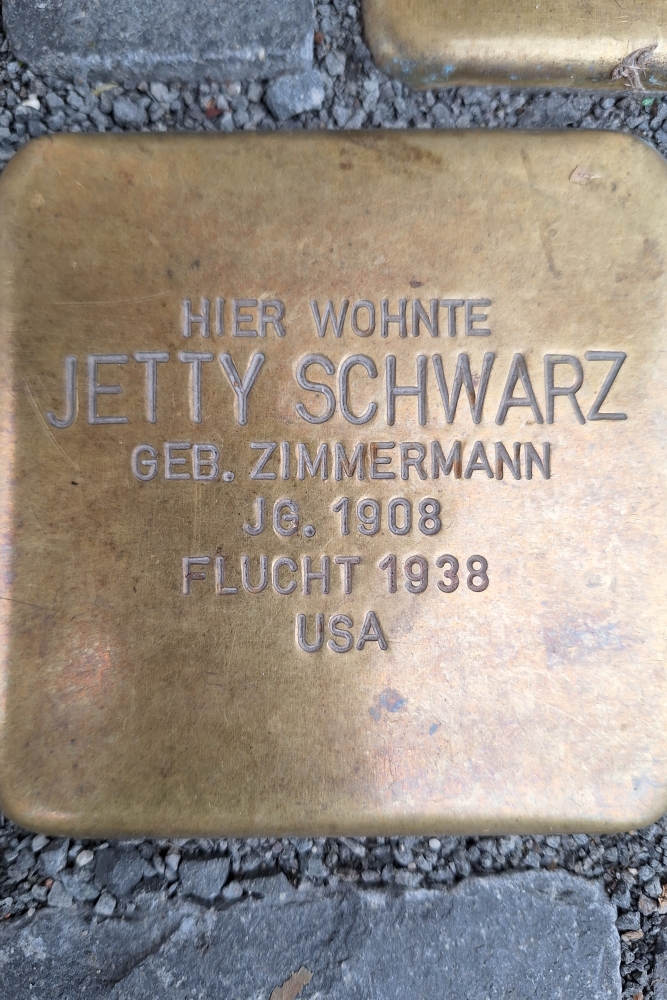 HIER WOHNTE
JETTY SCHWARZ
GEB. ZIMMERMANN
JG. 1908
FLUCHT 1938
USA